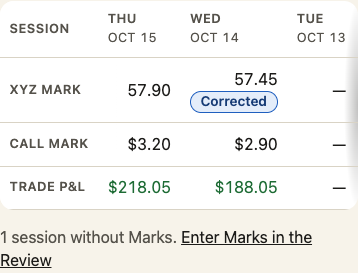 SESSION THU WED TUE
OCT 15 OCT 14 OCT 13
XYZ MARK 57.90 57.45 —
Corrected
CALL MARK $3.20 $2.90 —
TRADE P&L $218.05 $188.05 —
1 session without Marks. Enter Marks in the
Review